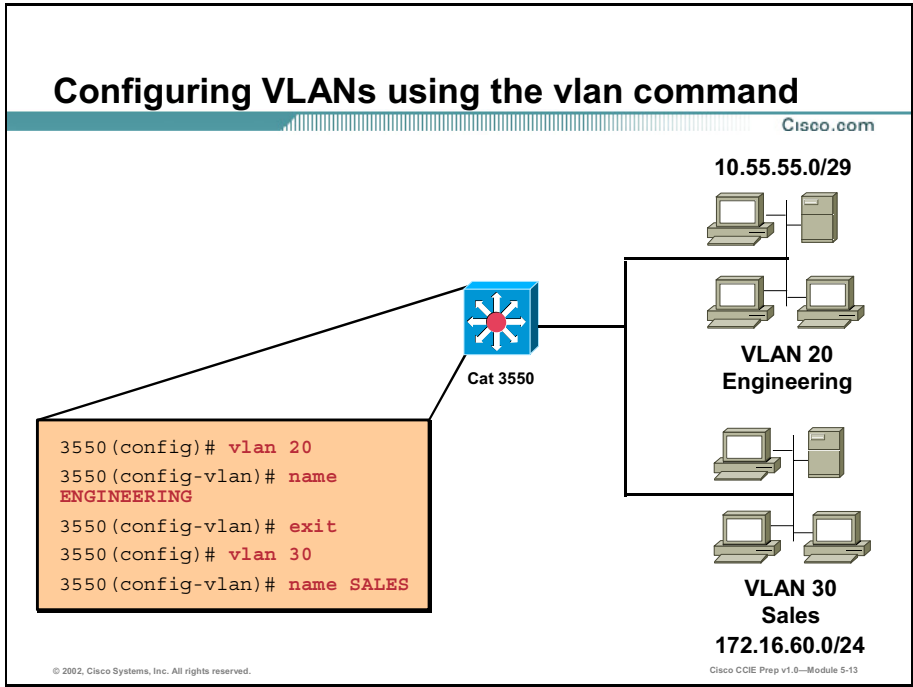 Configuring VLANs using the vlan command
Cisco.com
10.55.55.0/29
VLAN 20
Engineering
Cat 3550
3550(config)# vlan 20
3550(config-vlan)# name
ENGINEERING
3550(config-vlan)# exit
3550(config)# vlan 30
3550(config-vlan)# name SALES
VLAN 30
Sales
172.16.60.0/24
© 2002, Cisco Systems, Inc. All rights reserved.
Cisco CCIE Prep v1.0—Module 5-13